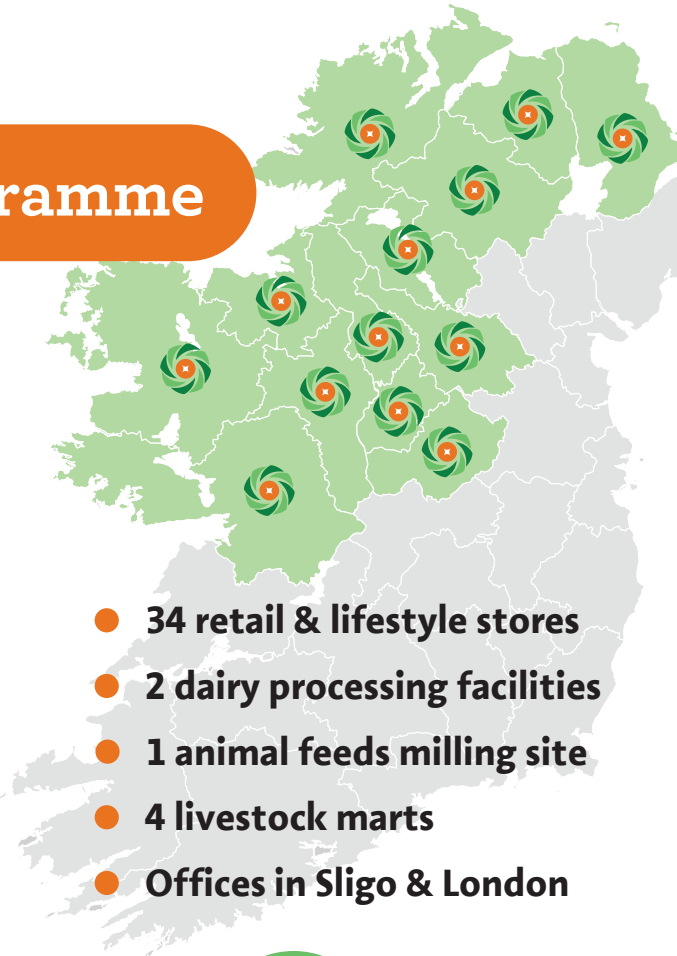 ramme
34 retail & lifestyle stores
2 dairy processing facilities
1 animal feeds milling site
4 livestock marts
Offices in Sligo & London